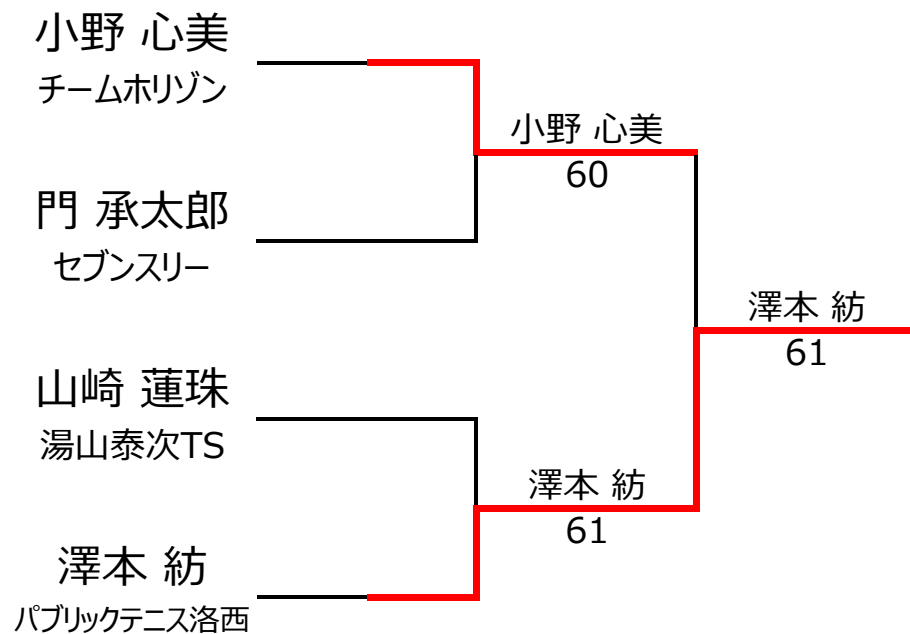 小野 心美
チームホリゾン
門 承太郎
セブンスリー
山崎 蓮珠
湯山泰次TS
澤本 紡
パブリックテニス洛西
小野 心美
60
澤本 紡
61
澤本 紡
61